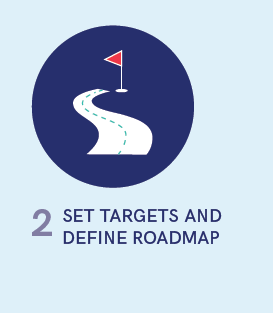 2 SET TARGETS AND
DEFINE ROADMAP